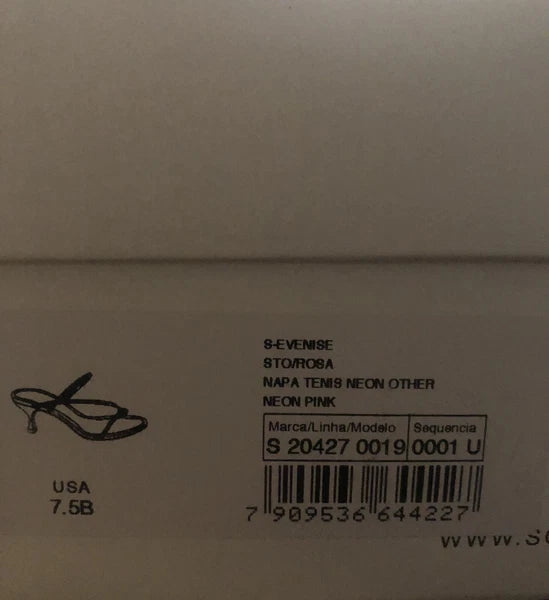 S-EVENISE
STO/ROSA
NAPA TENIS NEON OTHER
NEON PINK
Marca/Linha/Modelo Sequencia
S 20427 0019 0001 U
USA
7.5B
7 909536 644227